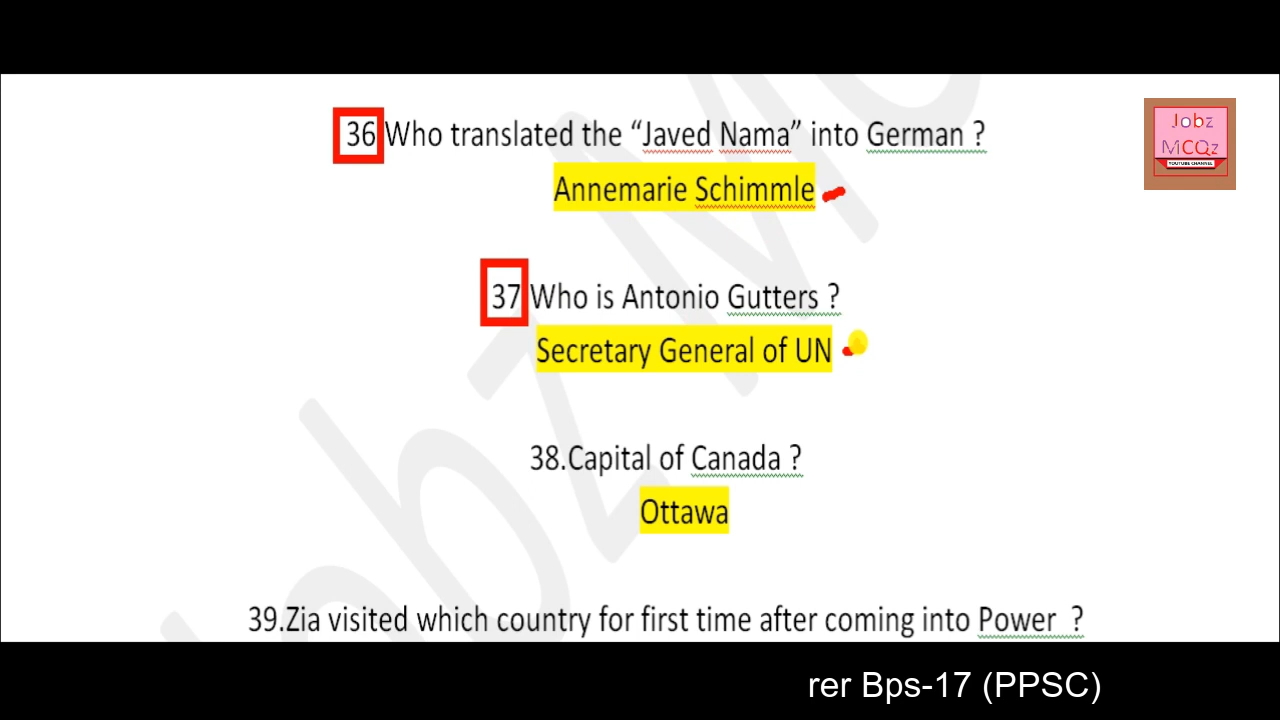 36 Who translated the “Javed Nama” into German ?
Jobz
MCQz
YOUTUBE CHANNEL
Annemarie Schimmle
37 Who is Antonio Gutters ?
Secretary General of UN
38.Capital of Canada ?
Ottawa
39.Zia visited which country for first time after coming into Power ?
rer Bps-17 (PPSC)